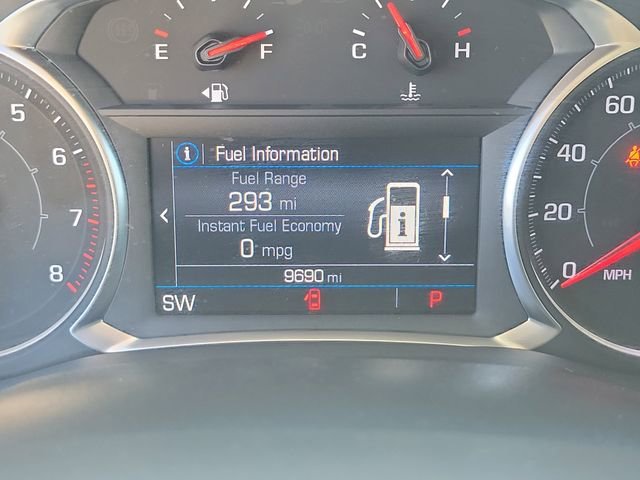 E F C H
5
6
7
8
i Fuel Information
Fuel Range
293 mi
Instant Fuel Economy
0 mpg
i
9690 mi
SW P
60
40
20
0
MPH